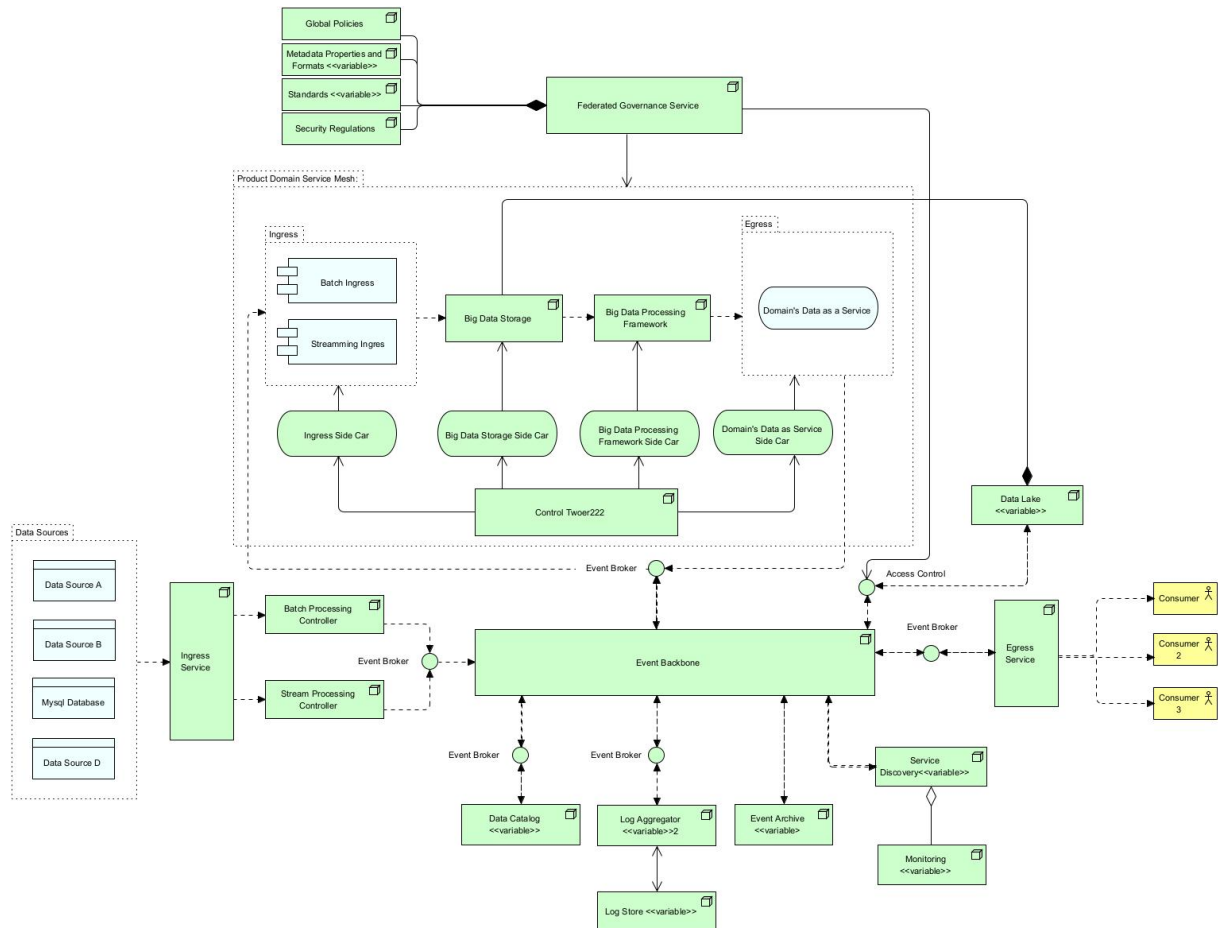 Global Policies
Metadata Properties and
Formats <<variable>>
Standards <<variable>>
Security Regulations
Federated Governance Service
Product Domain Service Mesh:
Ingress
Batch Ingress
Streamming Ingres
Big Data Storage
Big Data Processing
Framework
Egress
Domain's Data as a Service
Ingress Side Car
Big Data Storage Side Car
Big Data Processing
Framework Side Car
Domain's Data as Service
Side Car
Control Twoer222
Data Lake
<<variable>>
Data Sources
Data Source A
Data Source B
Mysql Database
Data Source D
Ingress
Service
Batch Processing
Controller
Stream Processing
Controller
Event Broker
Event Broker
Access Control
Event Backbone
Event Broker
Egress
Service
Consumer
Consumer
2
Consumer
3
Event Broker
Event Broker
Data Catalog
<<variable>>
Log Aggregator
<<variable>>2
Event Archive
<<variable>
Service
Discovery<<variable>>
Monitoring
<<variable>>
Log Store <<variable>>